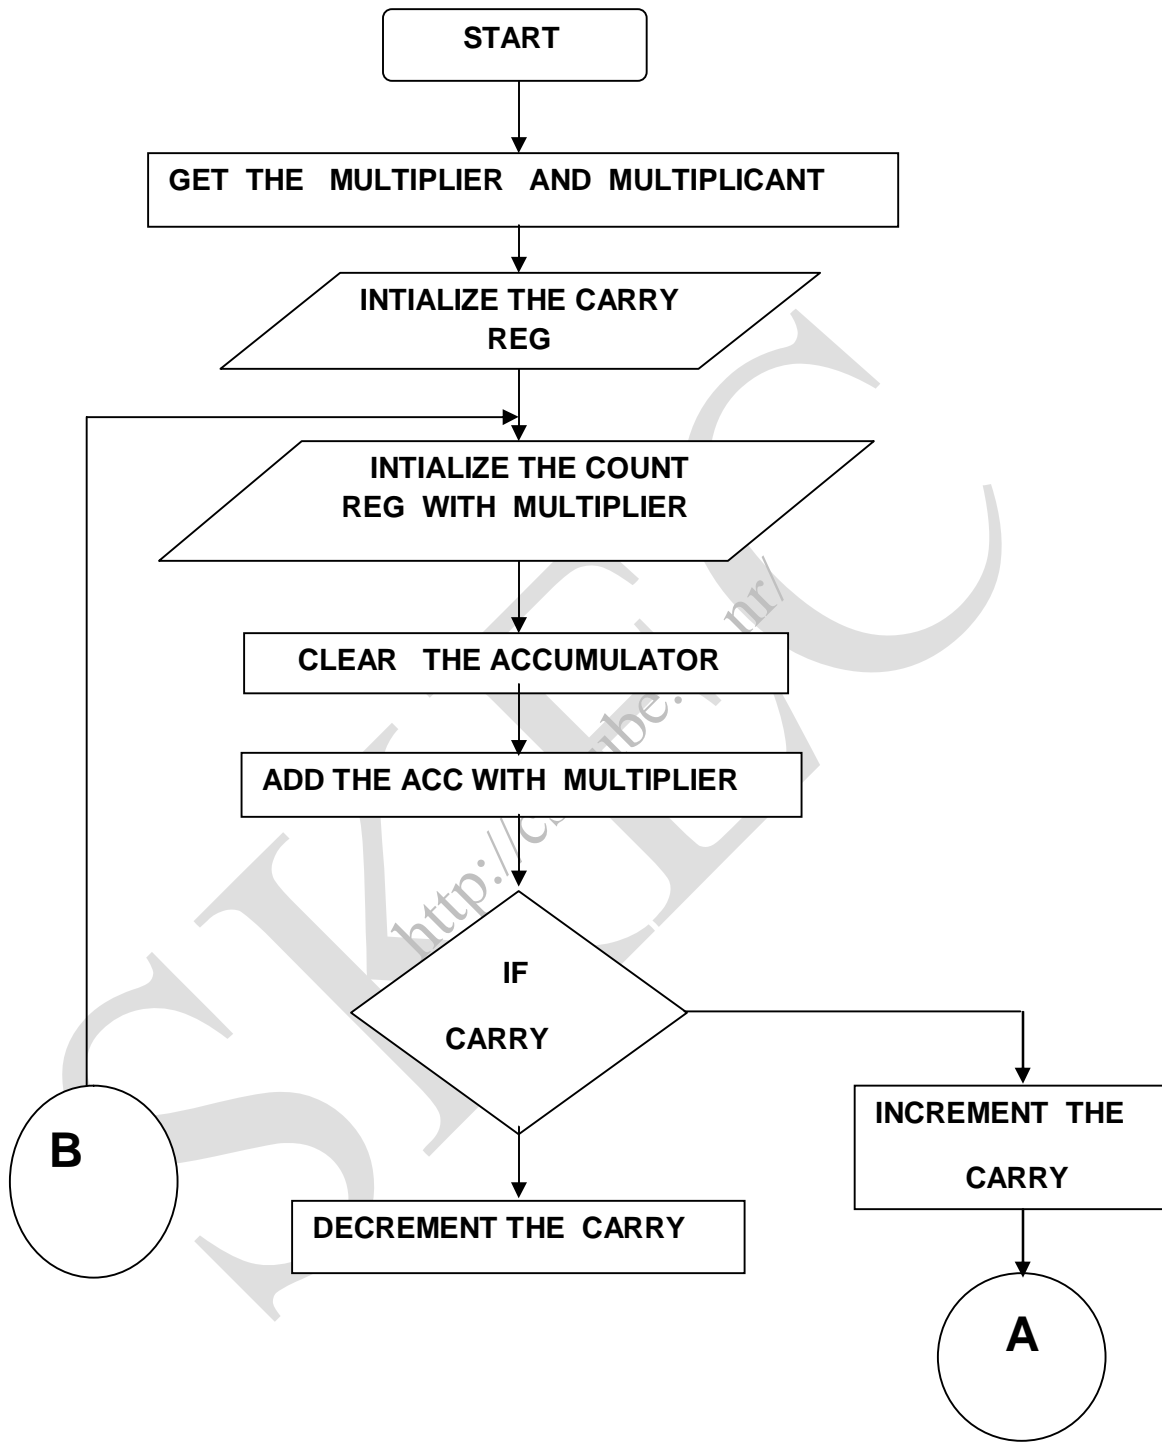 START
GET THE MULTIPLIER AND MULTIPLICANT
INTIALIZE THE CARRY
REG
INTIALIZE THE COUNT
REG WITH MULTIPLIER
CLEAR THE ACCUMULATOR
ADD THE ACC WITH MULTIPLIER
IF
CARRY
INCREMENT THE
CARRY
B
DECREMENT THE CARRY
A
SKEC